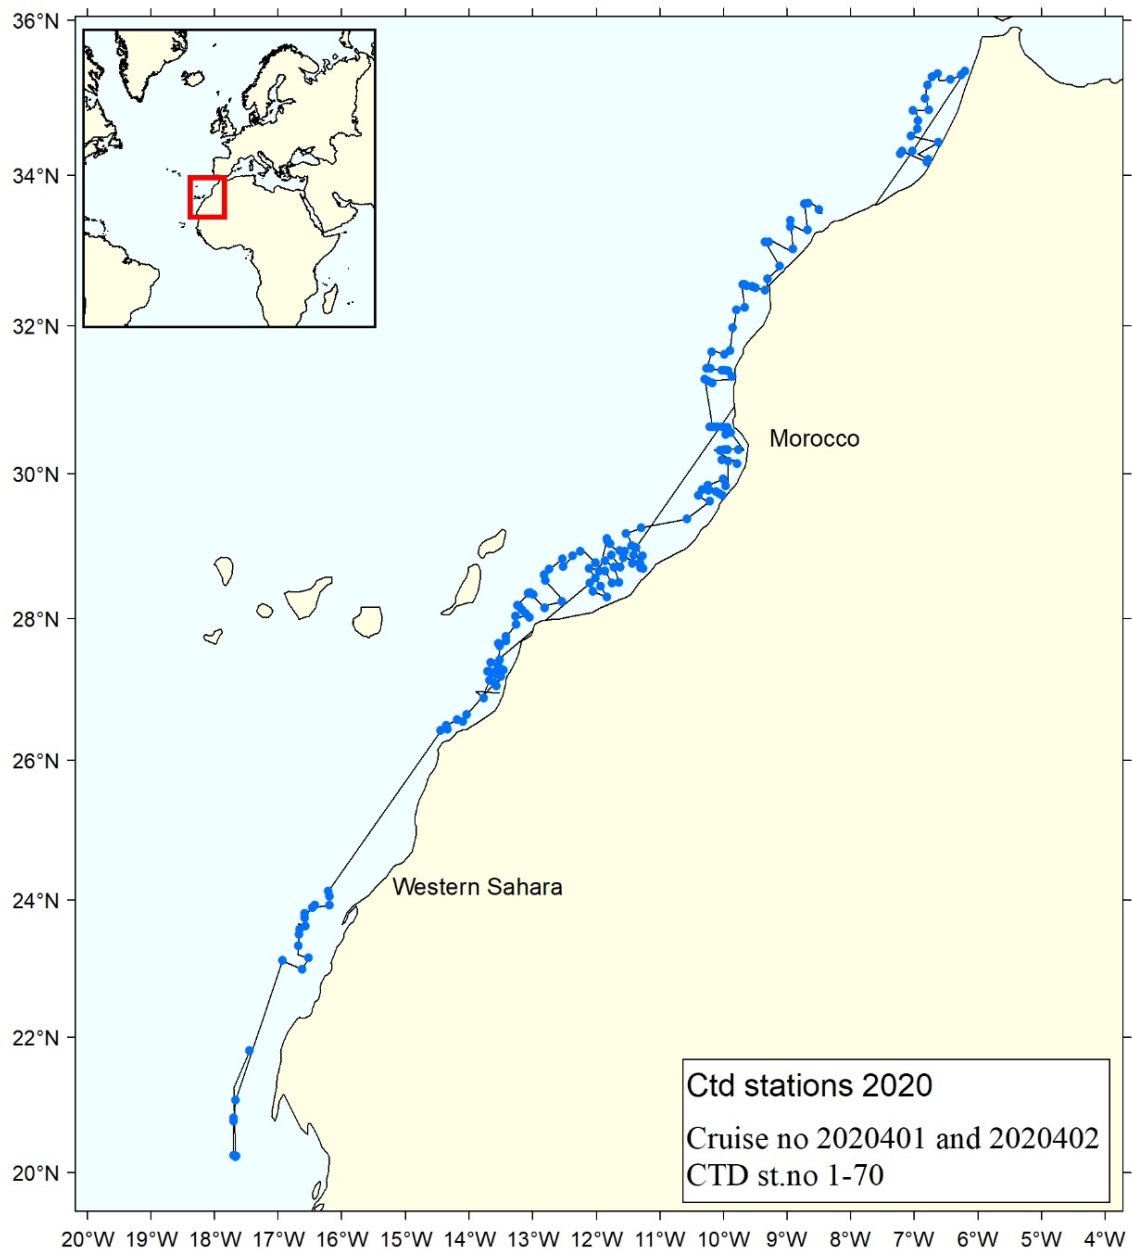 36°N
34°N
32°N
30°N
28°N
26°N
24°N
22°N
20°N
Morocco
Western Sahara
Ctd stations 2020
Cruise no 2020401 and 2020402
CTD st.no 1-70
20°W 19°W 18°W 17°W 16°W 15°W 14°W 13°W 12°W 11°W 10°W 9°W 8°W 7°W 6°W 5°W 4°W